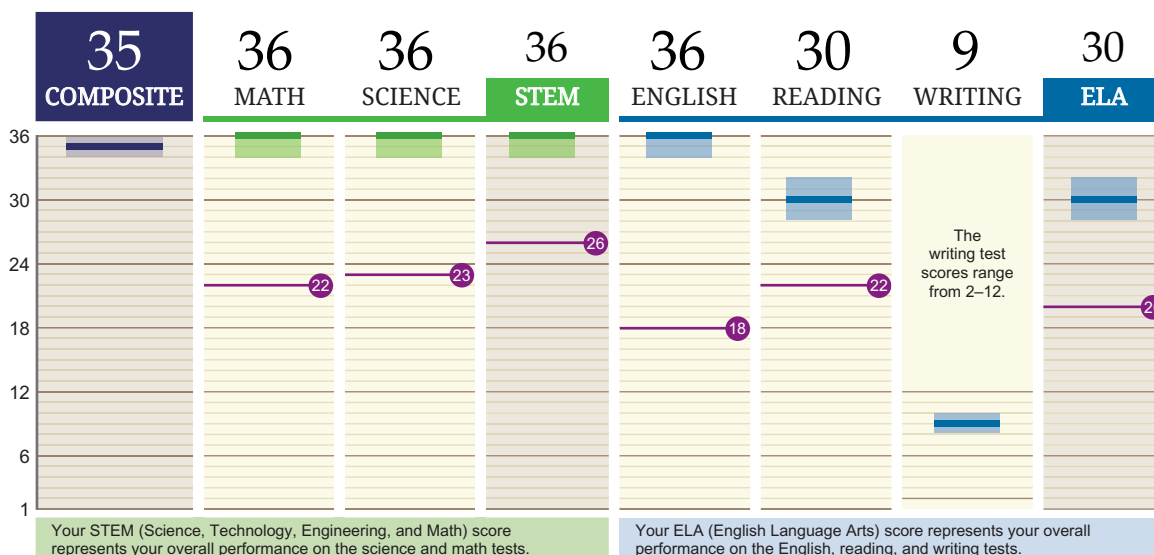 35 36 36 36 36 30 9 30
COMPOSITE MATH SCIENCE STEM ENGLISH READING WRITING ELA
36
30
24
18
12
6
1
22
23
26
18
22
The
writing test
scores range
from 2–12.
Your STEM (Science, Technology, Engineering, and Math) score
represents your overall performance on the science and math tests.
Your ELA (English Language Arts) score represents your overall
performance on the English, reading, and writing tests.